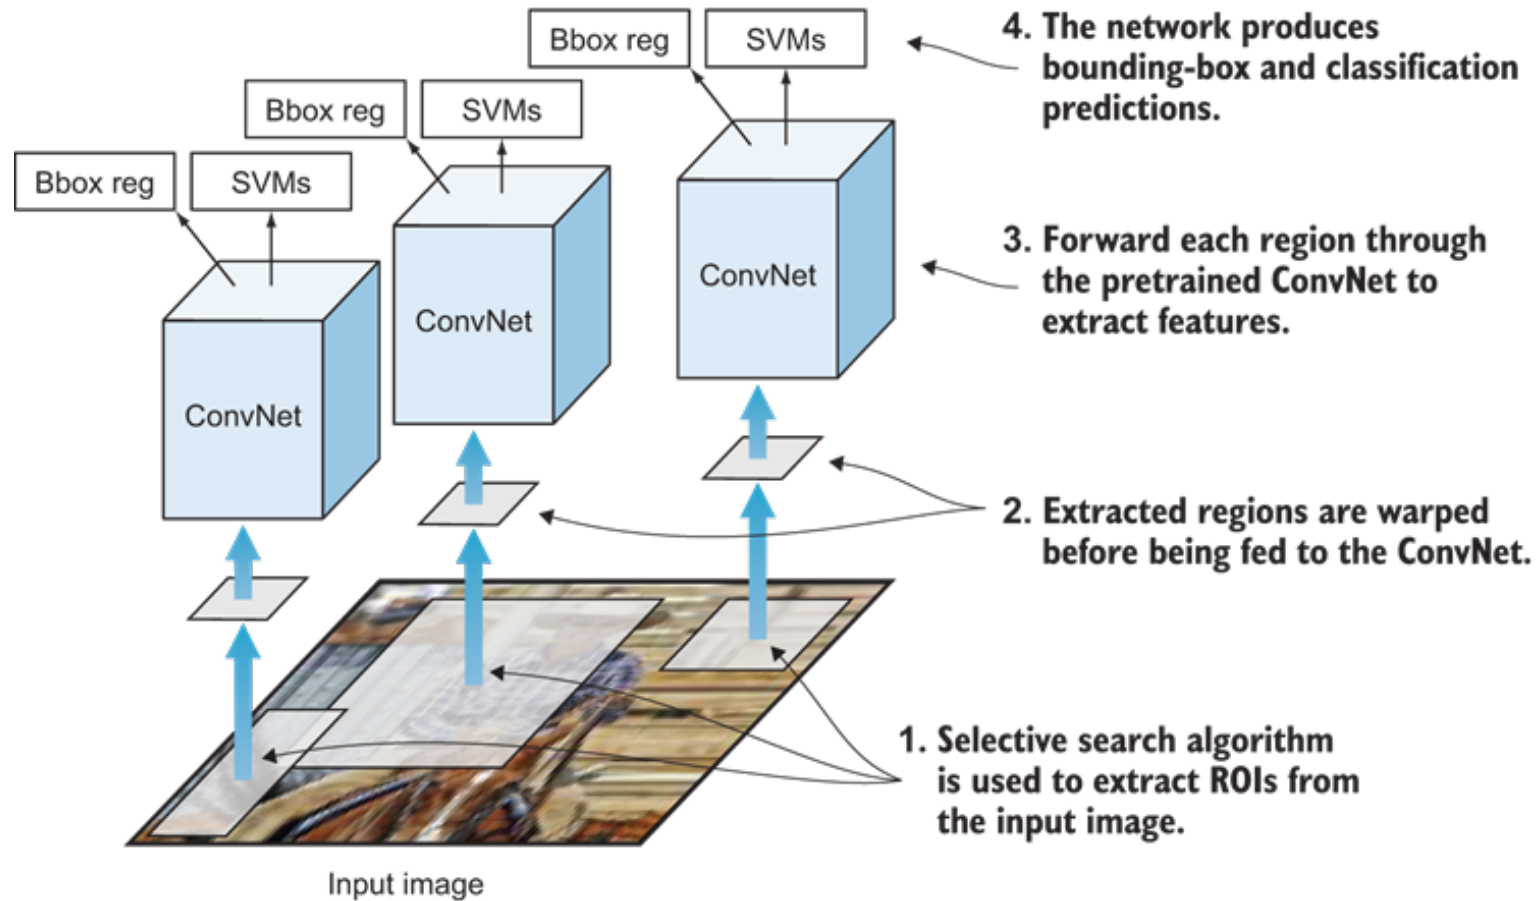 Bbox reg
SVMs
4. The network produces
bounding-box and classification
predictions.
Bbox reg
SVMs
Bbox reg
SVMs
ConvNet
3. Forward each region through
the pretrained ConvNet to
extract features.
ConvNet
ConvNet
2. Extracted regions are warped
before being fed to the ConvNet.
1. Selective search algorithm
is used to extract ROIs from
the input image.
Input image